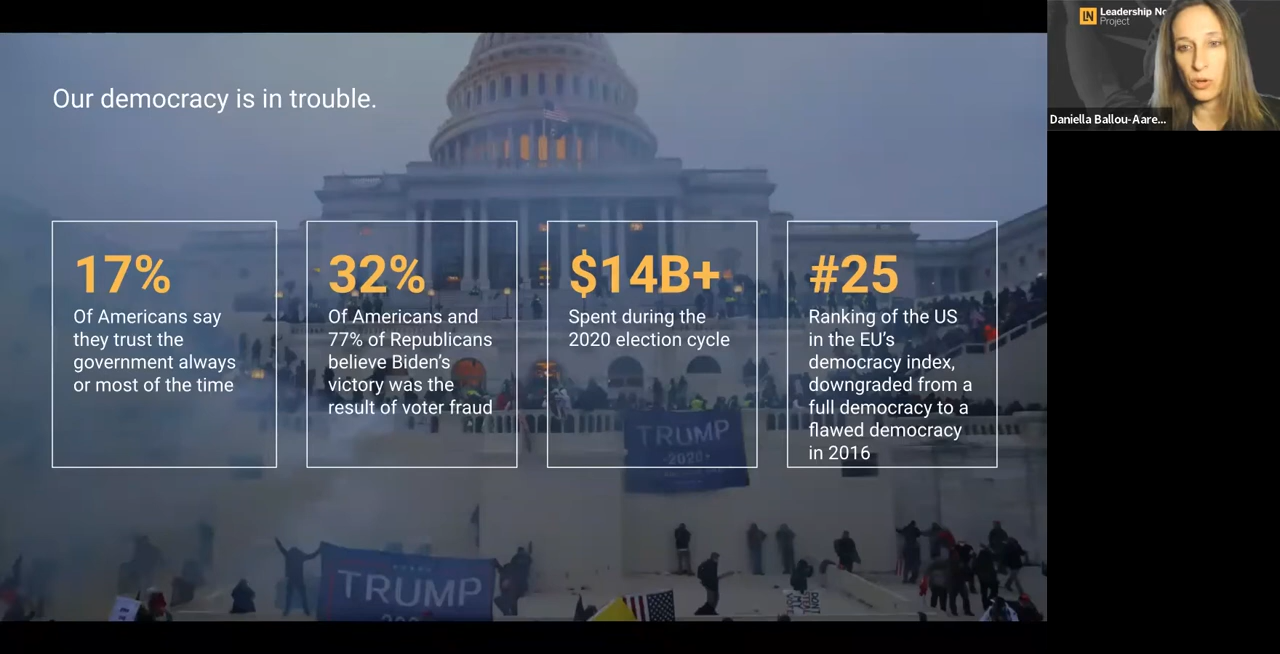 Our democracy is in trouble.
17%
Of Americans say
they trust the
government always
or most of the time
32%
Of Americans and
77% of Republicans
believe Biden's
victory was the
result of voter fraud
$14B+
Spent during the
2020 election cycle
#25
Ranking of the US
in the EU's
democracy index,
downgraded from a
full democracy to a
flawed democracy
in 2016
TRUMP
2020
TRUMP
LN
Leadership No
Project
Daniella Ballou-Aare...